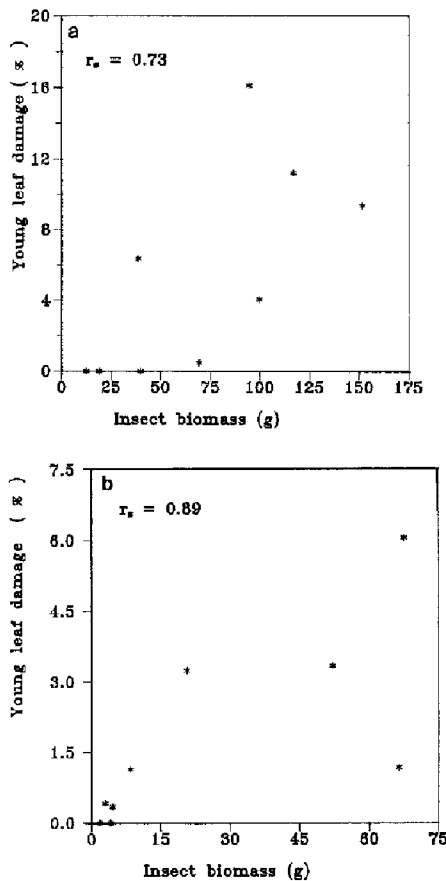 a
r_s = 0.73
Young leaf damage ( % )
20
16
12
8
4
0
0 25 50 75 100 125 150 175
Insect biomass (g)
b
r_s = 0.89
Young leaf damage ( % )
7.5
6.0
4.5
3.0
1.5
0.0
0 15 30 45 60 75
Insect biomass (g)